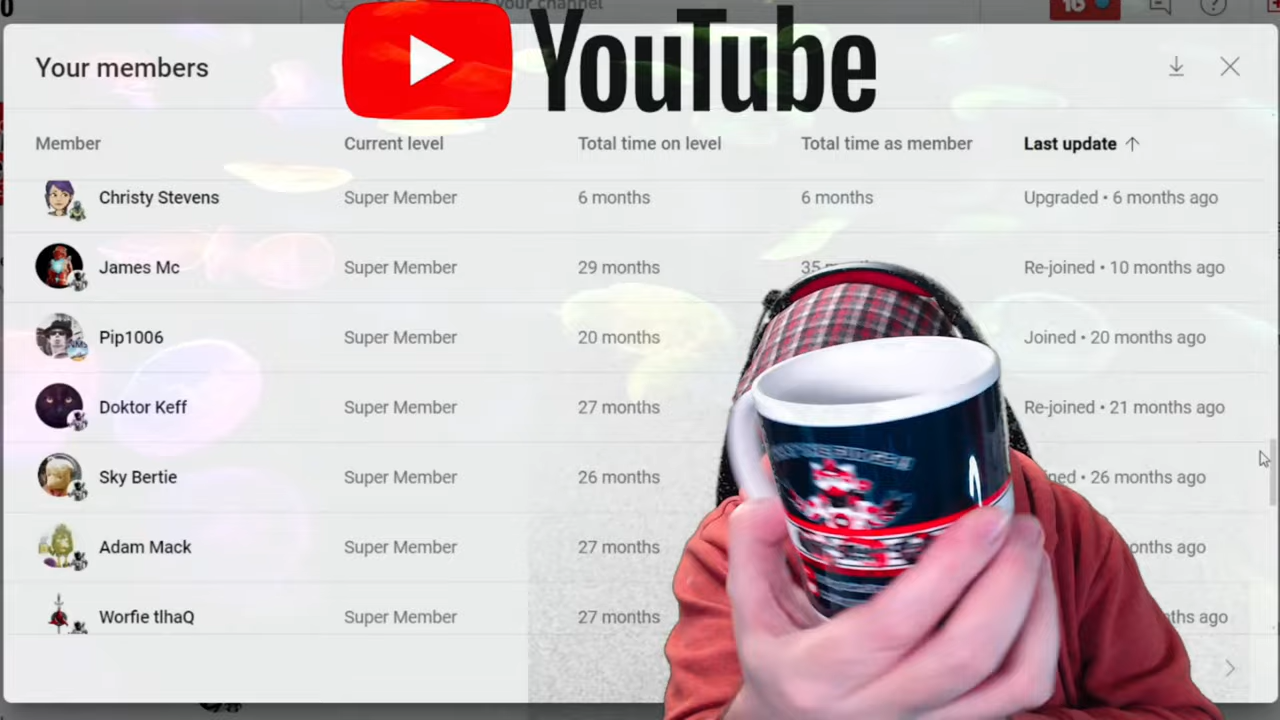 YouTube
Your members
Member Current level Total time on level Total time as member Last update
Christy Stevens Super Member 6 months 6 months Upgraded • 6 months ago
James Mc Super Member 29 months 35 Re-joined • 10 months ago
Pip1006 Super Member 20 months Joined • 20 months ago
Doktor Keff Super Member 27 months Re-joined • 21 months ago
Sky Bertie Super Member 26 months ned • 26 months ago
Adam Mack Super Member 27 months onths ago
Worfie tlhaQ Super Member 27 months ths ago